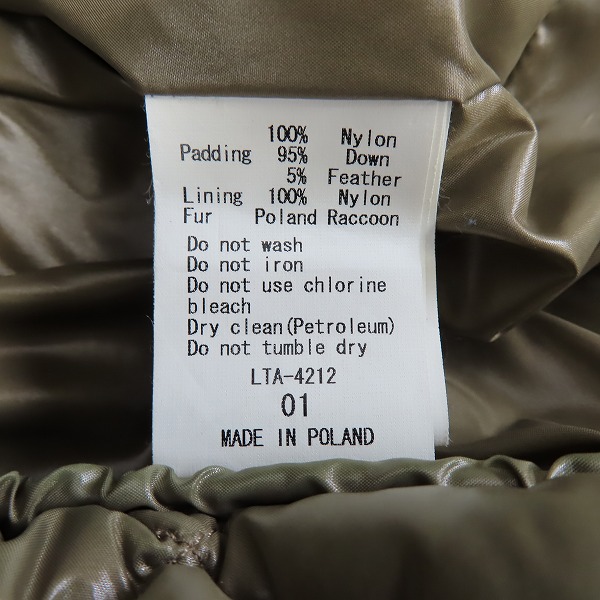 100% Nylon
Padding 95% Down
5% Feather
Lining 100% Nylon
Fur Poland Raccoon
Do not wash
Do not iron
Do not use chlorine
bleach
Dry clean(Petroleum)
Do not tumble dry
LTA-4212
01
MADE IN POLAND